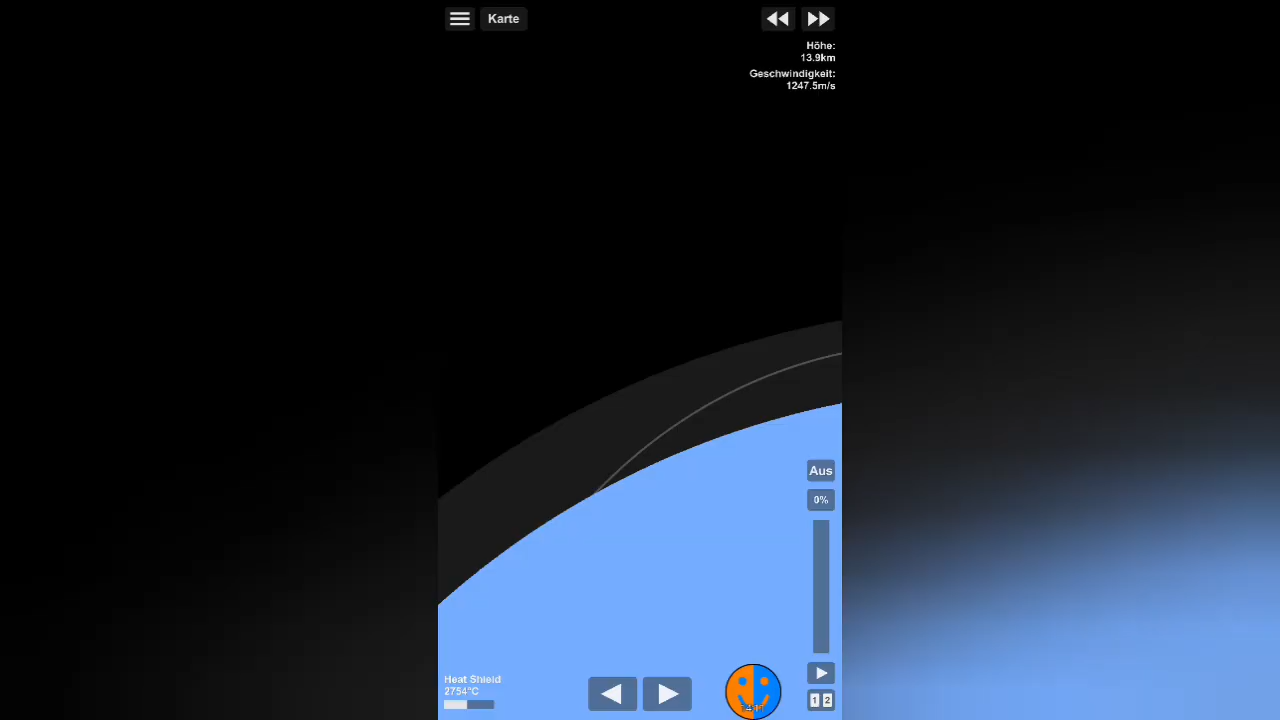 Karte
Höhe:
13.9km
Geschwindigkeit:
1247.5m/s
Aus
0%
Heat Shield
2754°C
1 2